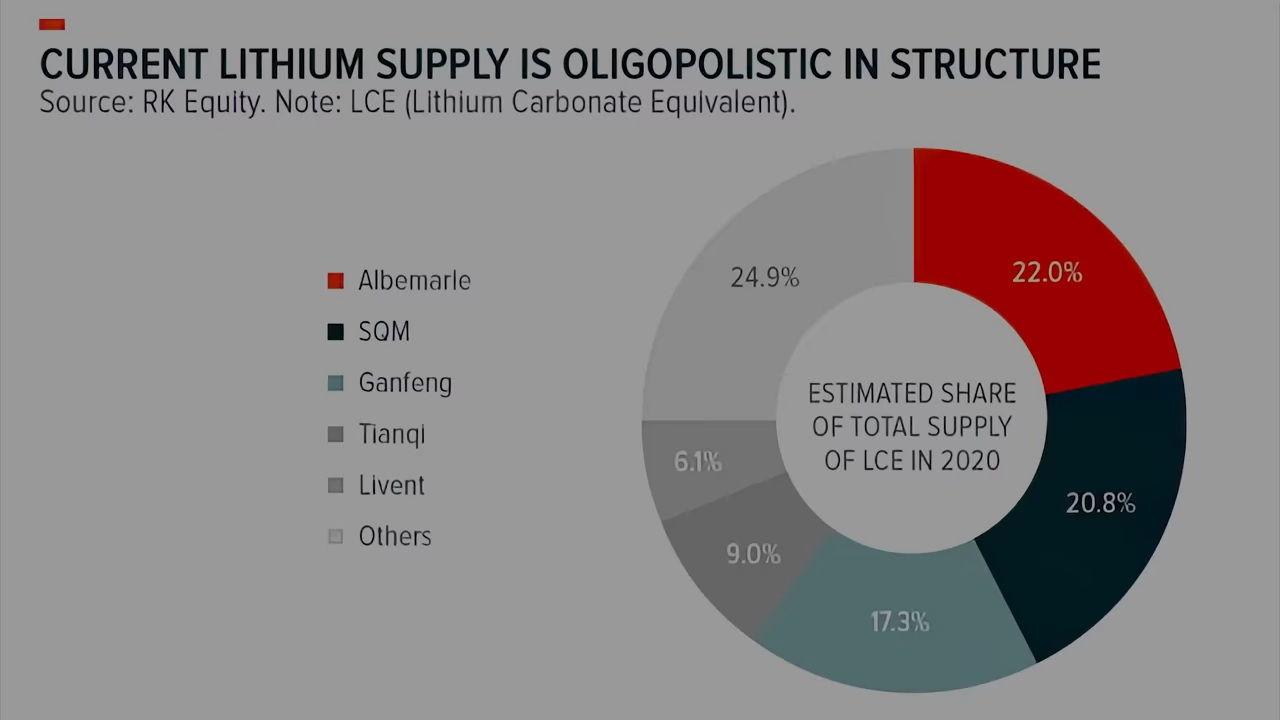 CURRENT LITHIUM SUPPLY IS OLIGOPOLISTIC IN STRUCTURE
Source: RK Equity. Note: LCE (Lithium Carbonate Equivalent).
Albemarle
SQM
Ganfeng
Tianqi
Livent
Others
24.9%
22.0%
6.1%
20.8%
9.0%
17.3%
ESTIMATED SHARE
OF TOTAL SUPPLY
OF LCE IN 2020